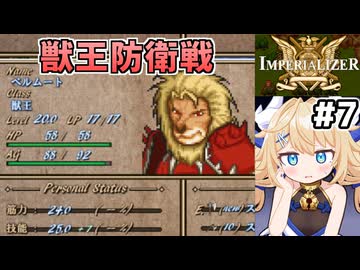 獣王防衛戦
IMPERIALIZER
#7
Name
ベルムート
Class
獣王
Level 20.0 LP 17/17
HP 58/58
AG 88/92
Personal Status
筋力: 24.0 (--%)
技能: 25.0 +7 (--%)